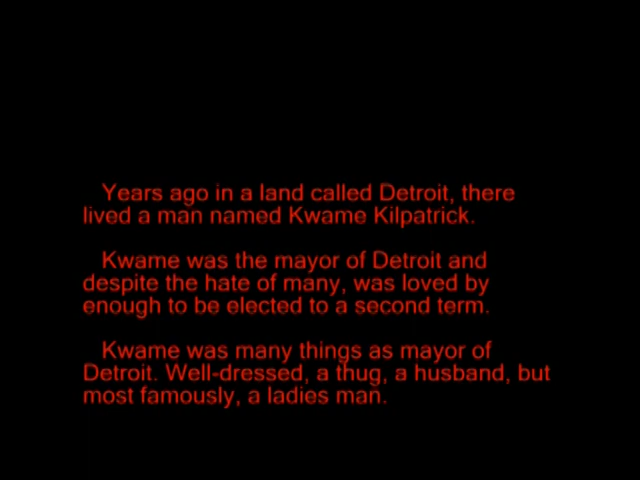 Years ago in a land called Detroit, there
lived a man named Kwame Kilpatrick.
Kwame was the mayor of Detroit and
despite the hate of many, was loved by
enough to be elected to a second term.
Kwame was many things as mayor of
Detroit. Well-dressed, a thug, a husband, but
most famously, a ladies man.